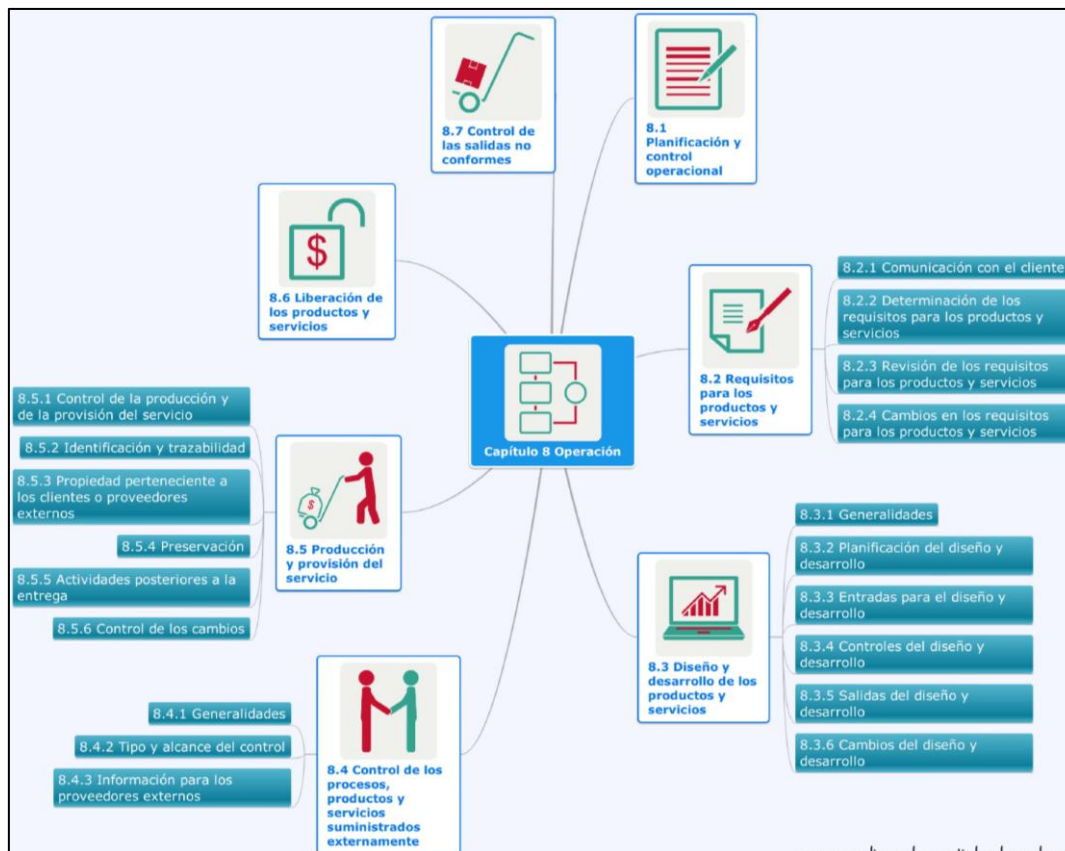 8.7 Control de
las salidas no
conformes
8.1
Planificación y
control
operacional
8.6 Liberación de
los productos y
servicios
8.2 Requisitos
para los
productos y
servicios
8.2.1 Comunicación con el cliente
8.2.2 Determinación de los
requisitos para los productos y
servicios
8.2.3 Revisión de los requisitos
para los productos y servicios
8.2.4 Cambios en los requisitos
para los productos y servicios
Capítulo 8 Operación
8.5.1 Control de la producción y
de la provisión del servicio
8.5.2 Identificación y trazabilidad
8.5.3 Propiedad perteneciente a
los clientes o proveedores
externos
8.5.4 Preservación
8.5.5 Actividades posteriores a la
entrega
8.5.6 Control de los cambios
$
$
8.5 Producción
y provisión del
servicio
8.3 Diseño y
desarrollo de los
productos y
servicios
8.3.1 Generalidades
8.3.2 Planificación del diseño y
desarrollo
8.3.3 Entradas para el diseño y
desarrollo
8.3.4 Controles del diseño y
desarrollo
8.3.5 Salidas del diseño y
desarrollo
8.3.6 Cambios del diseño y
desarrollo
8.4.1 Generalidades
8.4.2 Tipo y alcance del control
8.4.3 Información para los
proveedores externos
8.4 Control de los
procesos,
productos y
servicios
suministrados
externamente